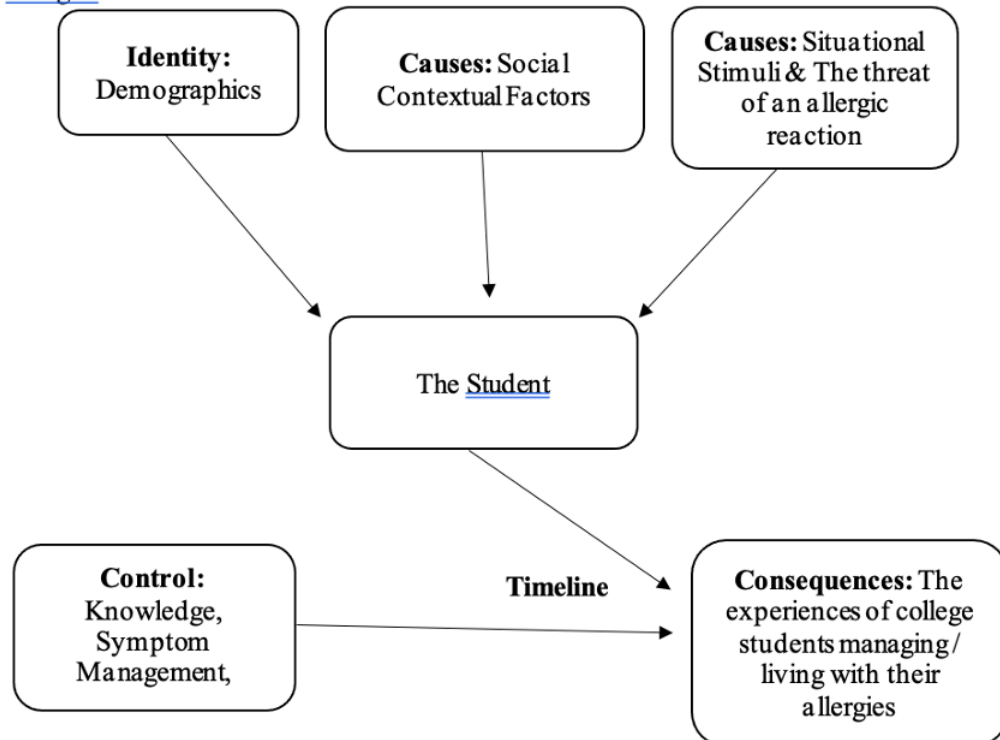 Identity:
Demographics
Causes: Social
Contextual Factors
Causes: Situational
Stimuli & The threat
of an allergic
reaction
The Student
Control:
Knowledge,
Symptom
Management,
Timeline
Consequences: The
experiences of college
students managing/
living with their
allergies